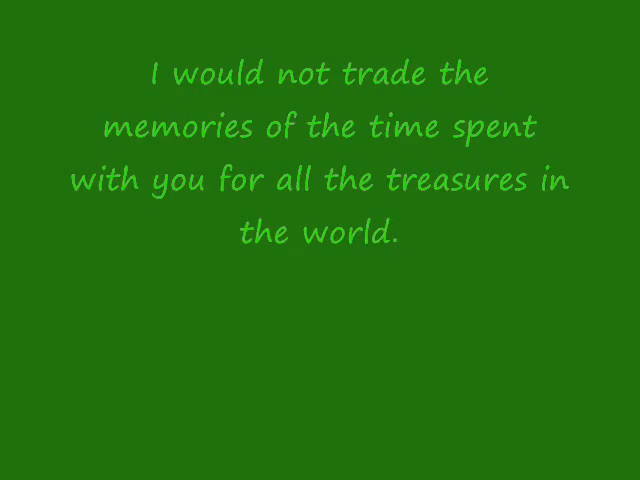 I would not trade the
memories of the time spent
with you for all the treasures in
the world.